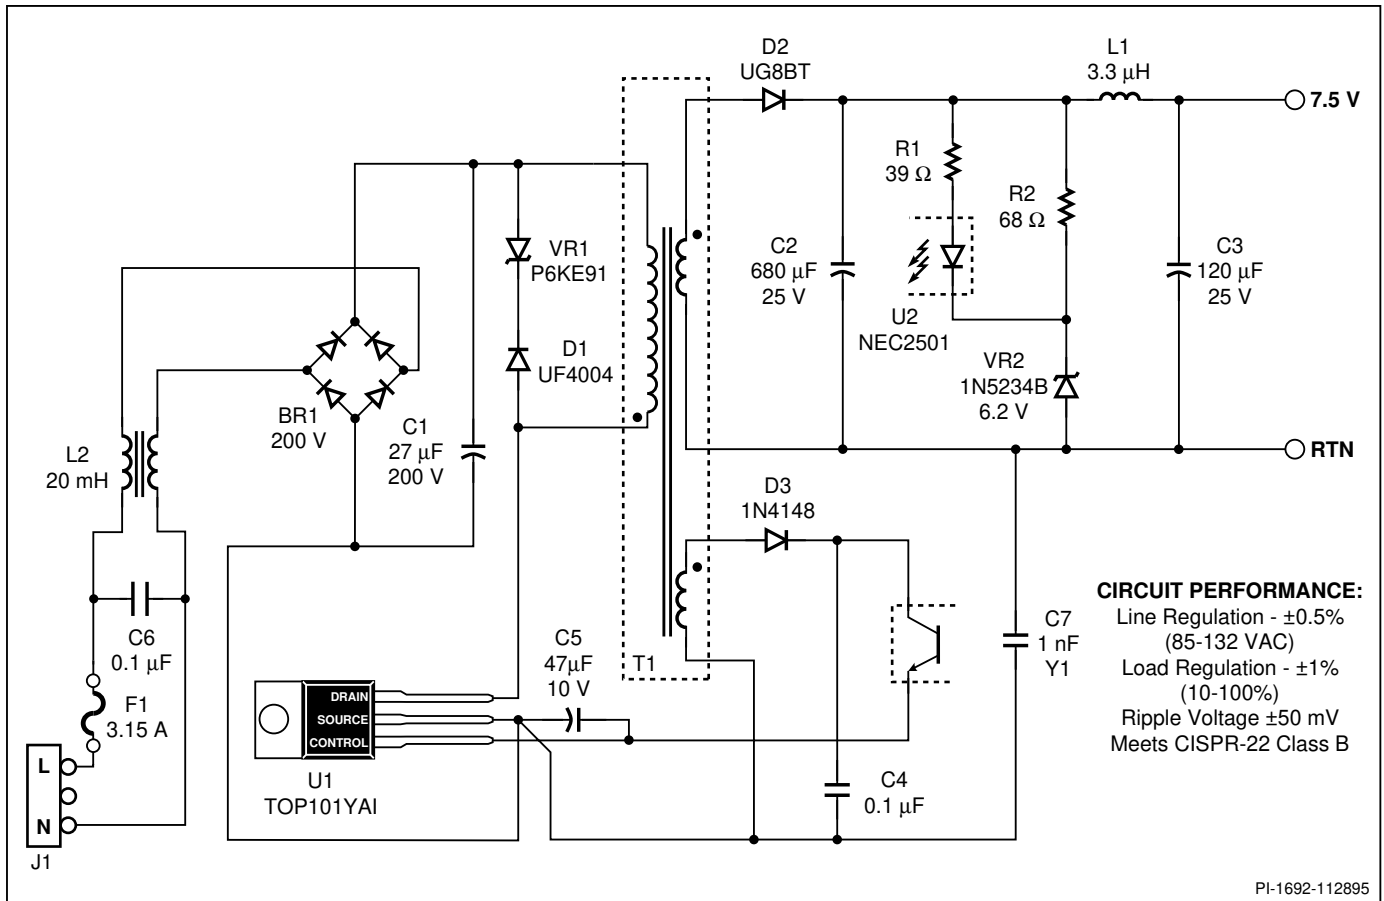 D2
UG8BT
L1
3.3 µH
7.5 V
R1
39 Ω
R2
68 Ω
VR1
P6KE91
C2
680 µF
25 V
C3
120 µF
25 V
U2
NEC2501
D1
UF4004
VR2
1N5234B
6.2 V
BR1
200 V
C1
27 µF
200 V
L2
20 mH
RTN
D3
1N4148
CIRCUIT PERFORMANCE:
Line Regulation - ±0.5%
(85-132 VAC)
Load Regulation - ±1%
(10-100%)
Ripple Voltage ±50 mV
Meets CISPR-22 Class B
C6
0.1 µF
C5
47µF
10 V
T1
C7
1 nF
Y1
F1
3.15 A
DRAIN
SOURCE
CONTROL
L
N
J1
U1
TOP101YAI
C4
0.1 µF
PI-1692-112895